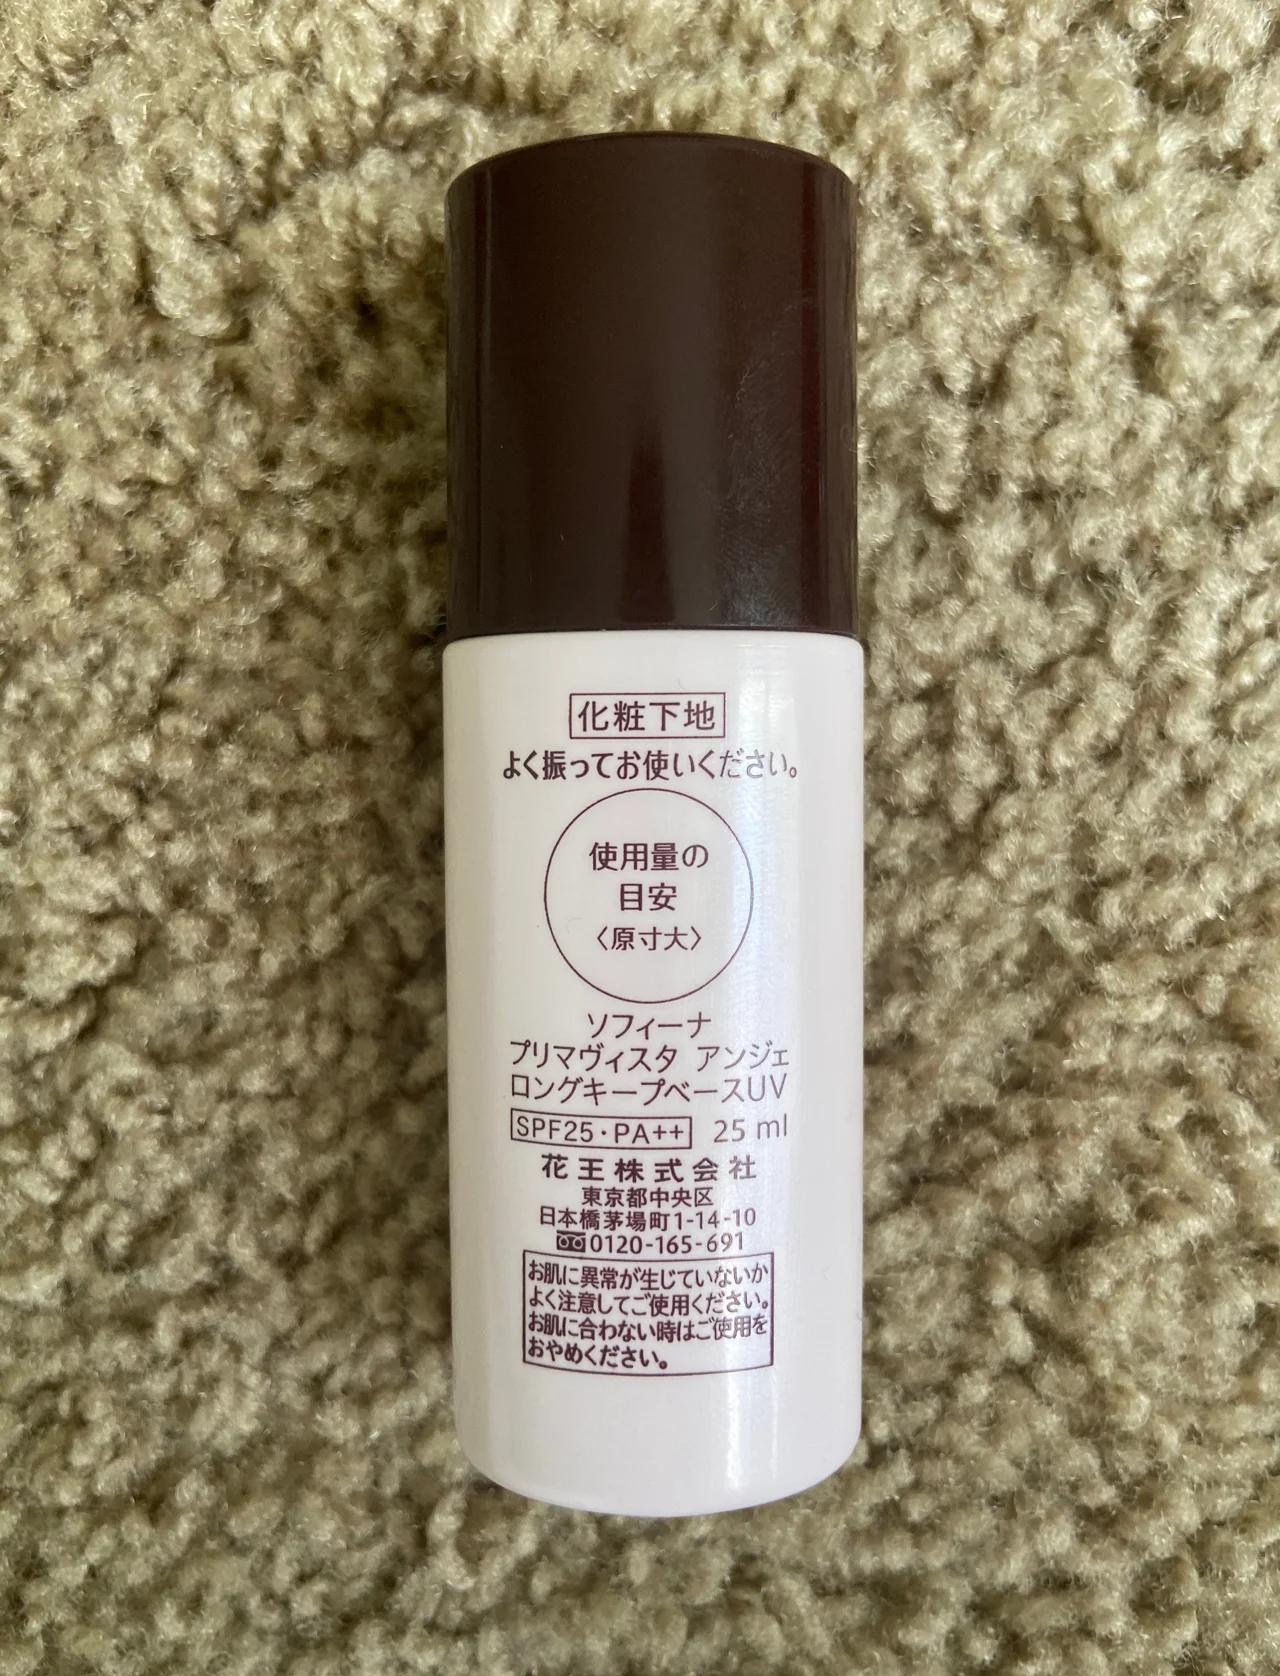 化粧下地
よく振ってお使いください。
使用量の
目安
〈原寸大〉
ソフィーナ
プリマヴィスタ アンジェ
ロングキープベースUV
SPF25・PA++ 25 ml
花王株式会社
東京都中央区
日本橋茅場町1-14-10
0120-165-691
お肌に異常が生じていないか
よく注意してご使用ください。
お肌に合わない時はご使用を
おやめください。